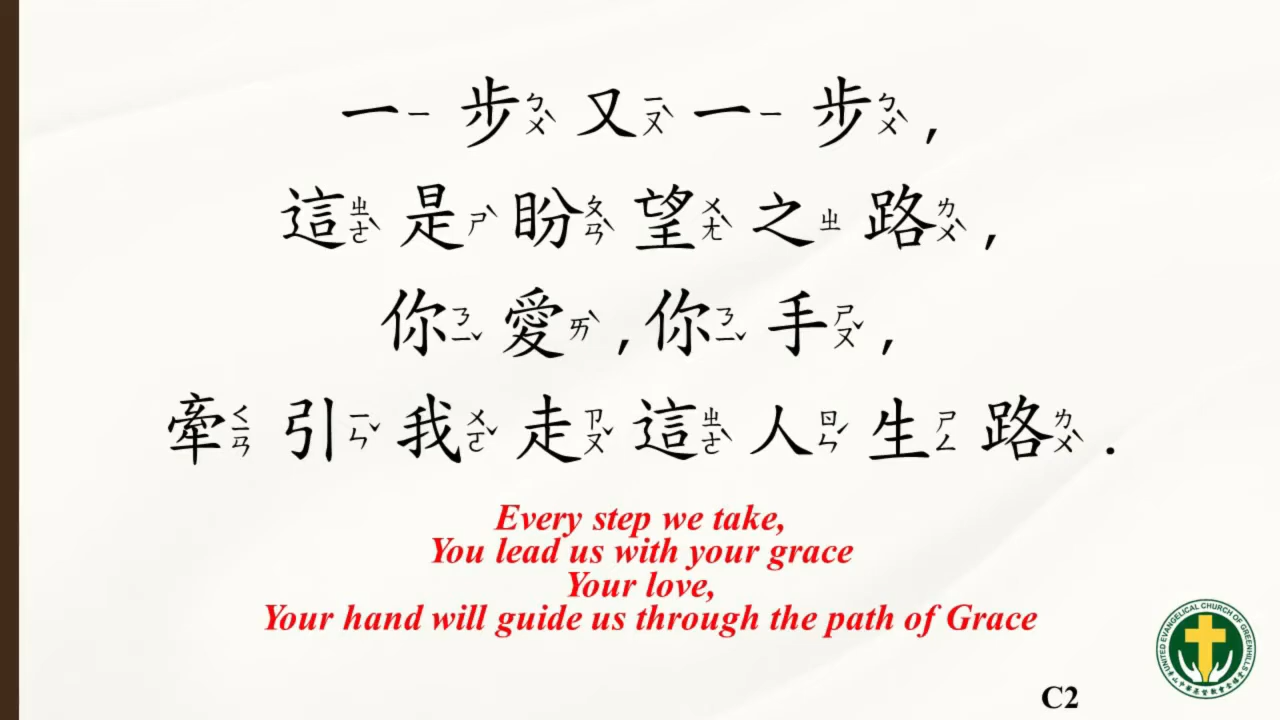 一ㄧ 步ㄅㄨˋ 又ㄧㄡˋ 一ㄧ 步ㄅㄨˋ ,
這ㄓㄜˋ 是ㄕˋ 盼ㄆㄢˋ 望ㄨㄤˋ 之ㄓ 路ㄌㄨˋ ,
你ㄋㄧˇ 愛ㄞˋ , 你ㄋㄧˇ 手ㄕㄡˇ ,
牽ㄑㄧㄢ 引ㄧㄣˇ 我ㄨㄛˇ 走ㄗㄡˇ 這ㄓㄜˋ 人ㄖㄣˊ 生ㄕㄥ 路ㄌㄨˋ .
Every step we take,
You lead us with your grace
Your love,
Your hand will guide us through the path of Grace
UNITED EVANGELICAL CHURCH OF GREENHILLS
C2